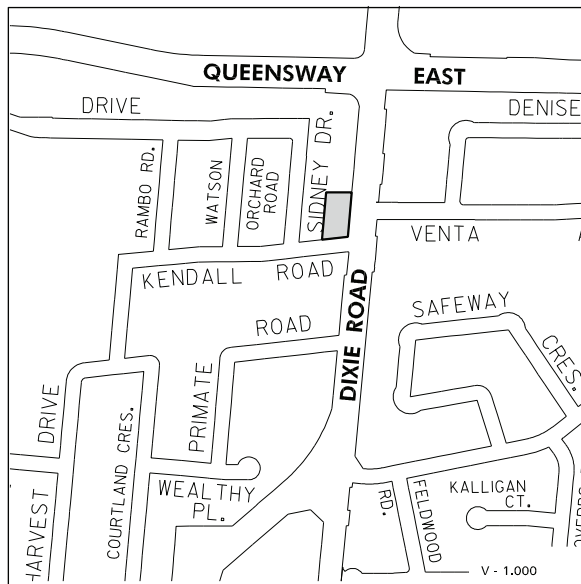 QUEENSWAY EAST
DRIVE
DENISE
SIDNEY DR.
RAMBO RD.
WATSON
ORCHARD
ROAD
VENTA
KENDALL ROAD
SAFEWAY
CRES.
ROAD
DIXIE ROAD
PRIMATE
DRIVE
COURTLAND CRES.
WEALTHY
PL.
HARVEST
RD.
FELDWOOD
KALLIGAN
CT.
V - 1.000